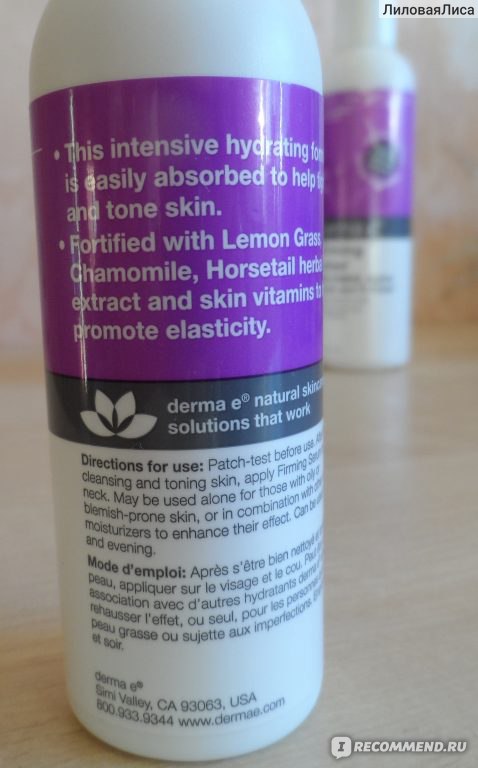 ЛиловаяЛиса
• This intensive hydrating
is easily absorbed to help
and tone skin.
• Fortified with Lemon Grass,
Chamomile, Horsetail herbal
extract and skin vitamins to
promote elasticity.
derma e® natural skincare
solutions that work
Directions for use: Patch-test before use.
cleansing and toning skin, apply Firming Serum
neck. May be used alone for those with oily or
blemish-prone skin, or in combination with
moisturizers to enhance their effect. Can be
and evening.
Mode d'emploi: Après s'être bien nettoyé
peau, appliquer sur le visage et le cou.
association avec d'autres hydratants derma
rehausser l'effet, ou seul, pour les personnes
peau grasse ou sujette aux imperfections.
et soir.
derma e®
Simi Valley, CA 93063, USA
800.933.9344 www.dermae.com
IRECOMMEND.RU